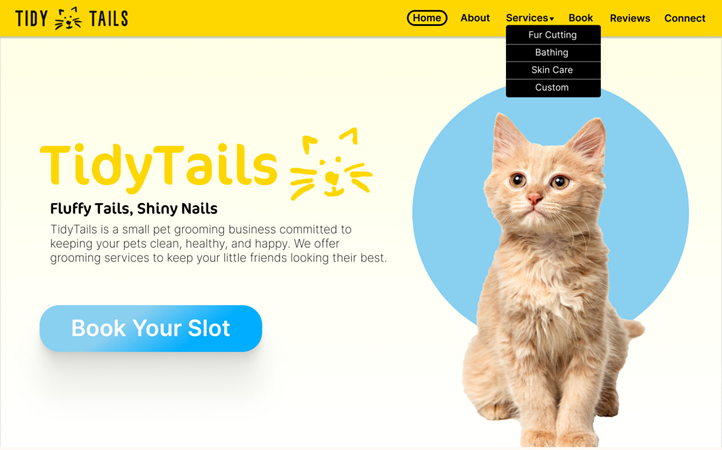 TIDY TAILS
Home About Services Book Reviews Connect
Fur Cutting
Bathing
Skin Care
Custom
TidyTails
Fluffy Tails, Shiny Nails
TidyTails is a small pet grooming business committed to
keeping your pets clean, healthy, and happy. We offer
grooming services to keep your little friends looking their best.
Book Your Slot